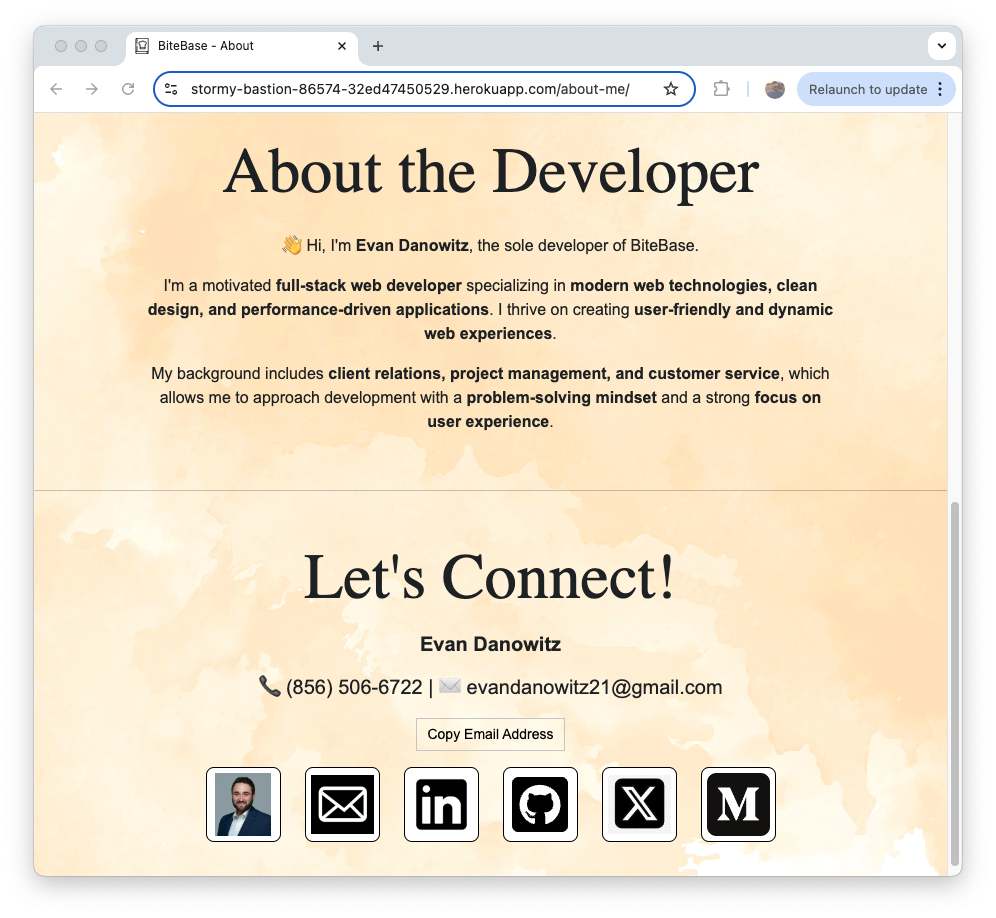 BiteBase - About
stormy-bastion-86574-32ed47450529.herokuapp.com/about-me/
Relaunch to update
About the Developer
👋 Hi, I'm Evan Danowitz, the sole developer of BiteBase.
I'm a motivated full-stack web developer specializing in modern web technologies, clean
design, and performance-driven applications. I thrive on creating user-friendly and dynamic
web experiences.
My background includes client relations, project management, and customer service, which
allows me to approach development with a problem-solving mindset and a strong focus on
user experience.
Let's Connect!
Evan Danowitz
📞 (856) 506-6722 | ✉️ evandanowitz21@gmail.com
Copy Email Address
in
X
M